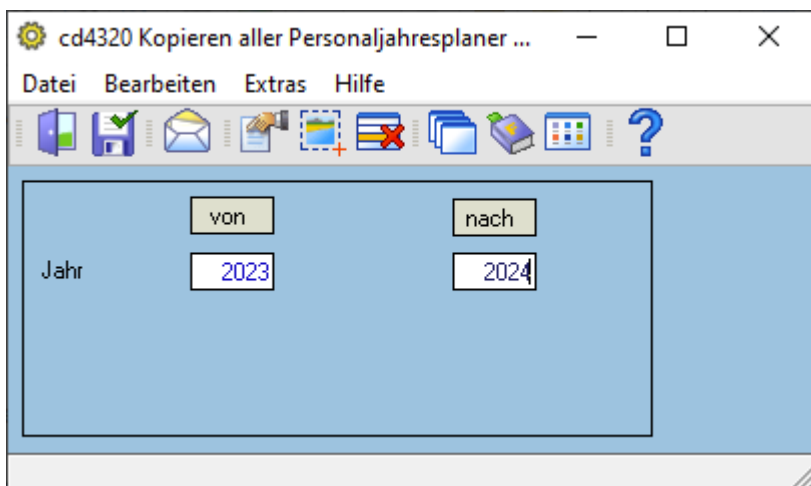 cd4320 Kopieren aller Personaljahresplaner ...
Datei Bearbeiten Extras Hilfe
von nach
Jahr 2023 2024